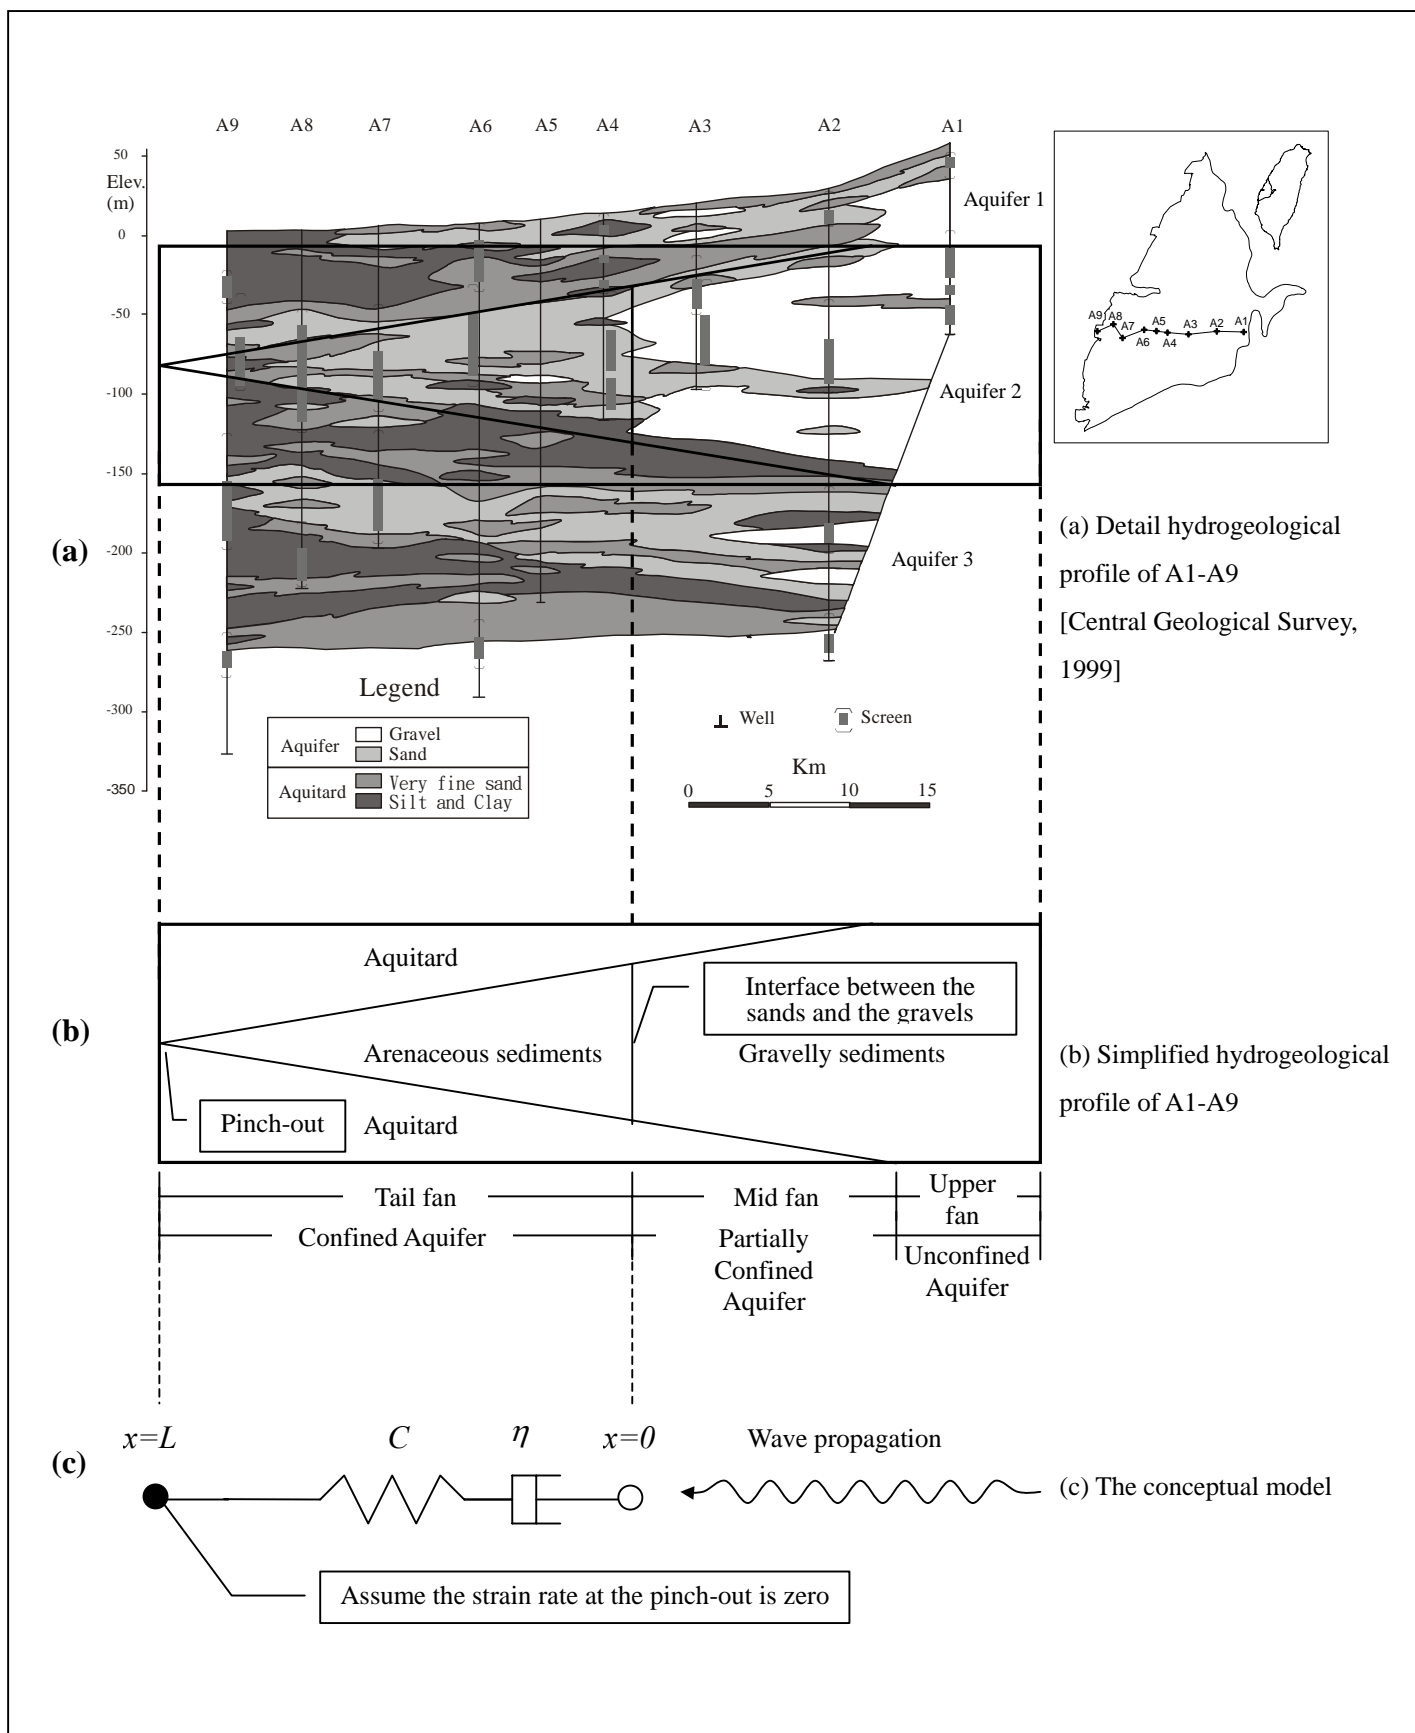 A9 A8 A7 A6 A5 A4 A3 A2 A1
50
Elev.
(m)
0
-50
-100
-150
-200
-250
-300
-350
Aquifer 1
Aquifer 2
Aquifer 3
A9 A8 A7 A6 A5 A4 A3 A2 A1
(a)
(a) Detail hydrogeological
profile of A1-A9
[Central Geological Survey,
1999]
Legend
Aquifer
Gravel
Sand
Aquitard
Very fine sand
Silt and Clay
Well
Screen
Km
0 5 10 15
(b)
Aquitard
Interface between the
sands and the gravels
Arenaceous sediments
Gravelly sediments
Pinch-out
Aquitard
(b) Simplified hydrogeological
profile of A1-A9
Tail fan
Mid fan
Upper
fan
Confined Aquifer
Partially
Confined
Aquifer
Unconfined
Aquifer
(c)
x=L
C
η
x=0
Wave propagation
(c) The conceptual model
Assume the strain rate at the pinch-out is zero